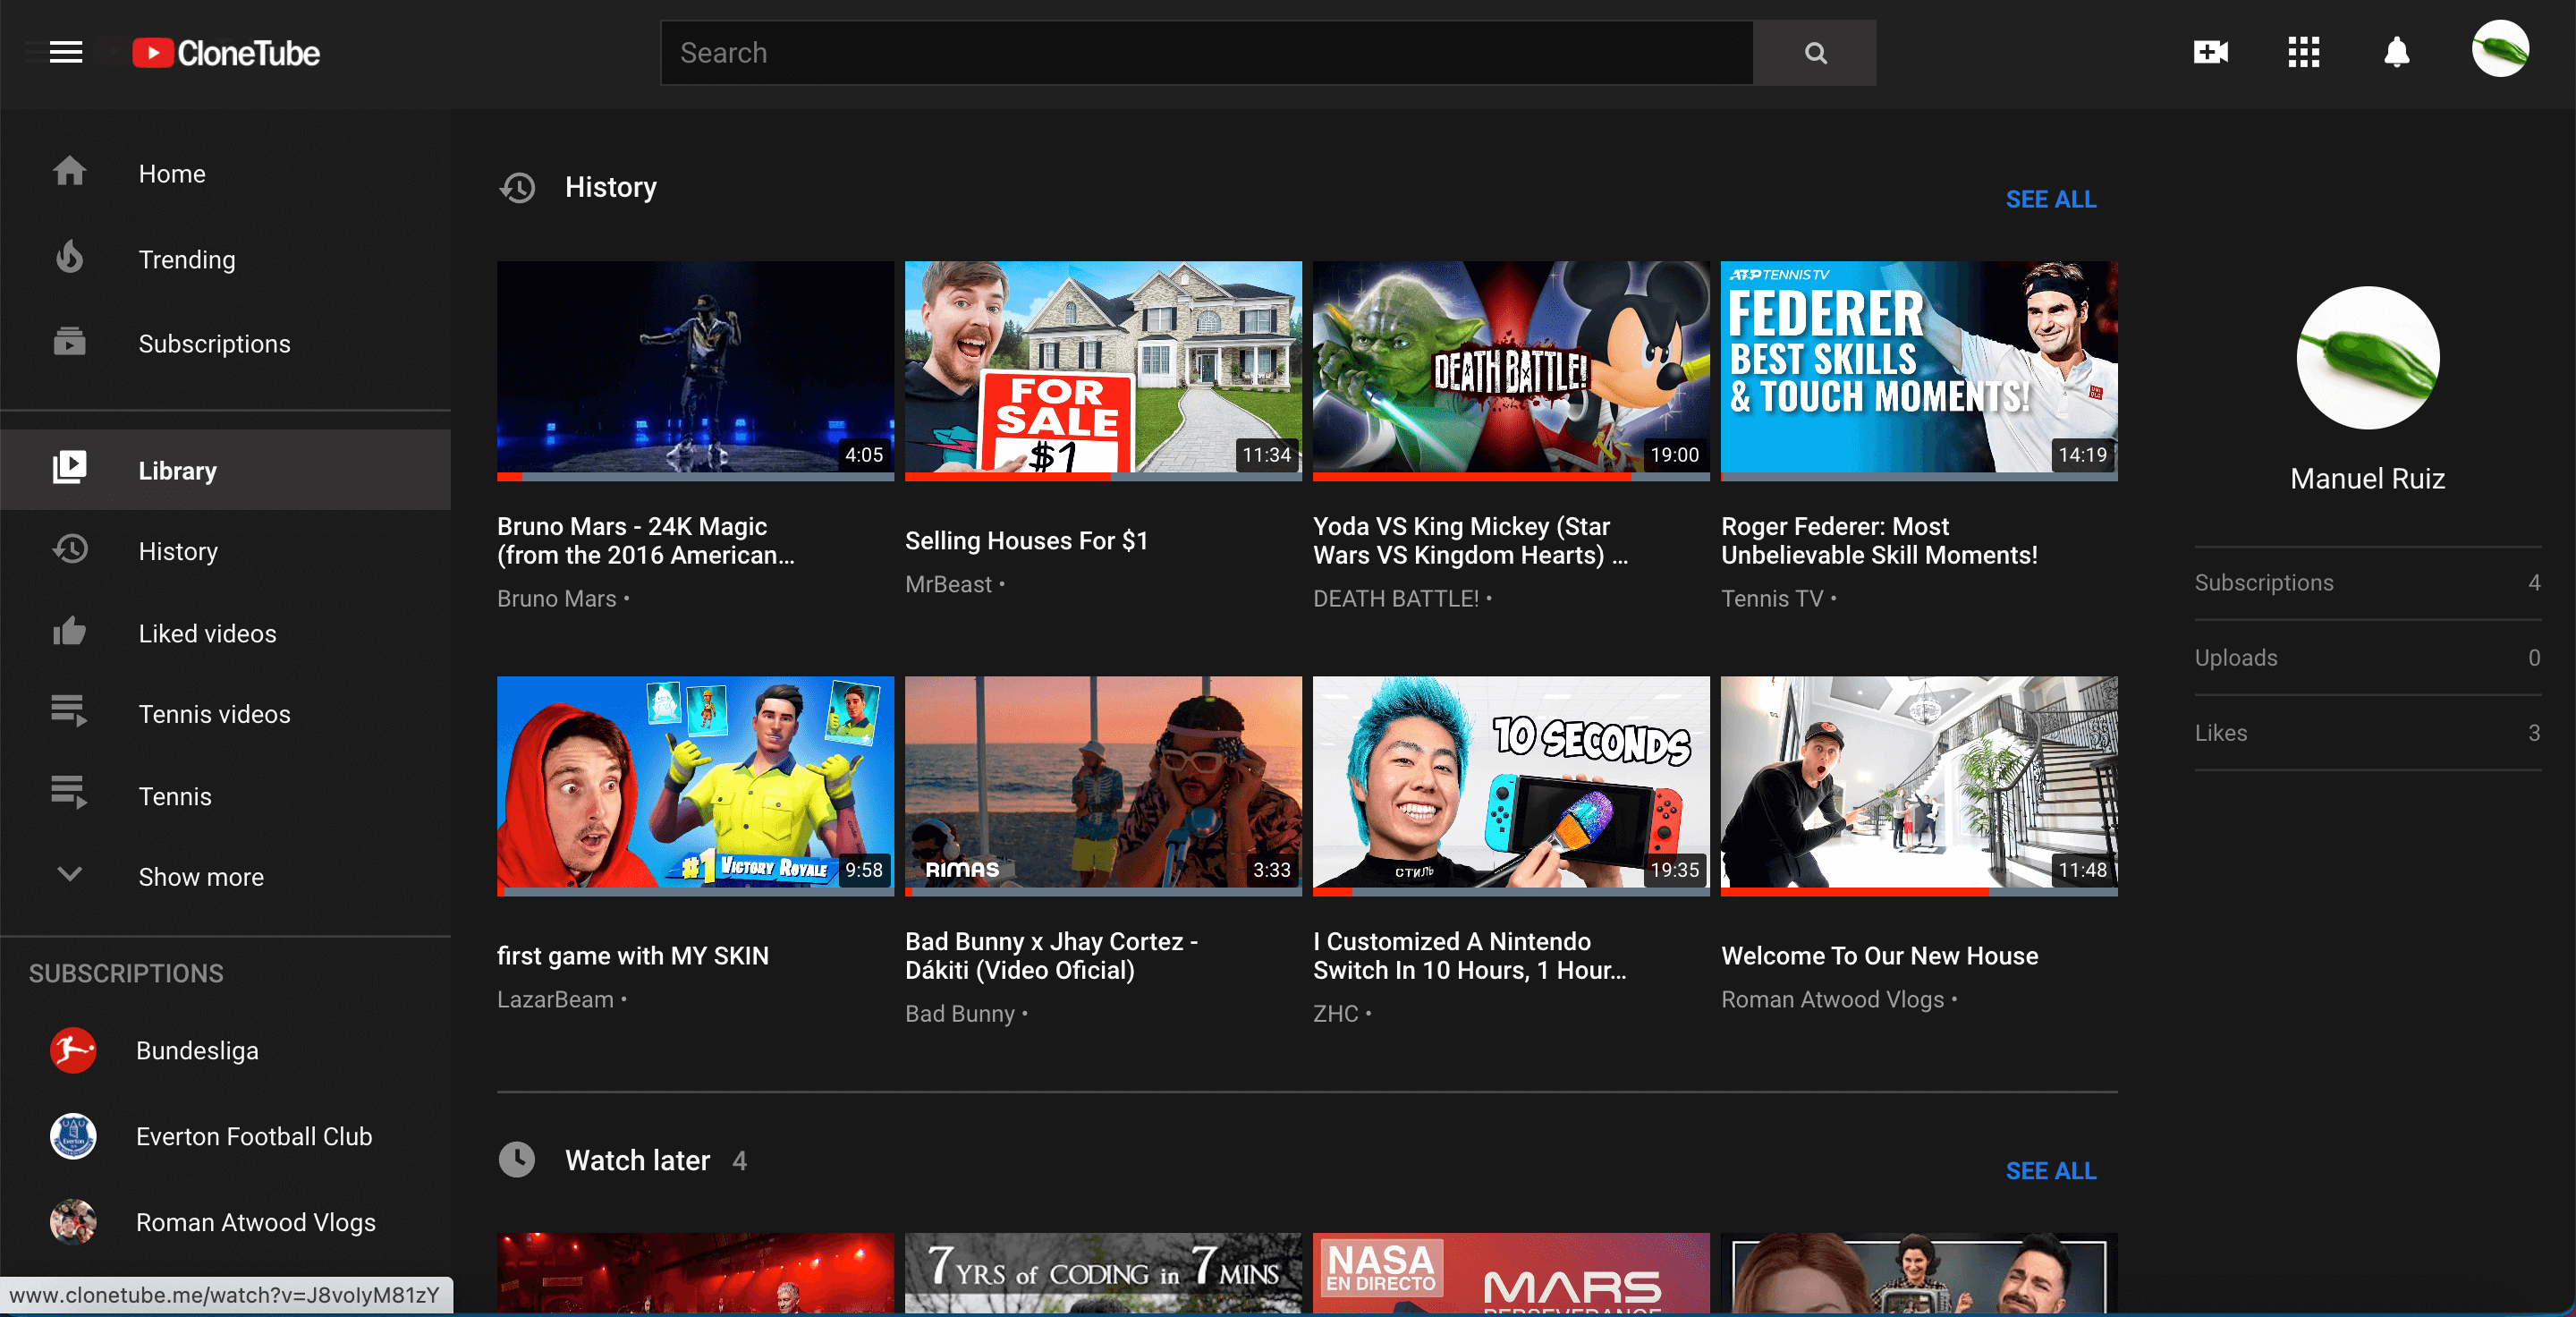 CloneTube
Search
Home
Trending
Subscriptions
Library
History
Liked videos
Tennis videos
Tennis
Show more
SUBSCRIPTIONS
Bundesliga
Everton Football Club
Roman Atwood Vlogs
www.clonetube.me/watch?v=J8voIyM81zY
History
SEE ALL
4:05
FOR
SALE
$1
11:34
DEATH BATTLE!
19:00
ATP TENNIS TV
FEDERER
BEST SKILLS
& TOUCH MOMENTS!
14:19
Bruno Mars - 24K Magic
(from the 2016 American...
Bruno Mars •
Selling Houses For $1
MrBeast •
Yoda VS King Mickey (Star
Wars VS Kingdom Hearts) ...
DEATH BATTLE! •
Roger Federer: Most
Unbelievable Skill Moments!
Tennis TV •
#1 VICTORY ROYALE
9:58
RIMAS
3:33
10 SECONDS
СТИЛЬ
19:35
11:48
first game with MY SKIN
LazarBeam •
Bad Bunny x Jhay Cortez -
Dákiti (Video Oficial)
Bad Bunny •
I Customized A Nintendo
Switch In 10 Hours, 1 Hour...
ZHC •
Welcome To Our New House
Roman Atwood Vlogs •
Watch later 4
SEE ALL
7 YRS of CODING in 7 MINS
NASA
EN DIRECTO
MARS
PERSEVERANCE
Manuel Ruiz
Subscriptions 4
Uploads 0
Likes 3